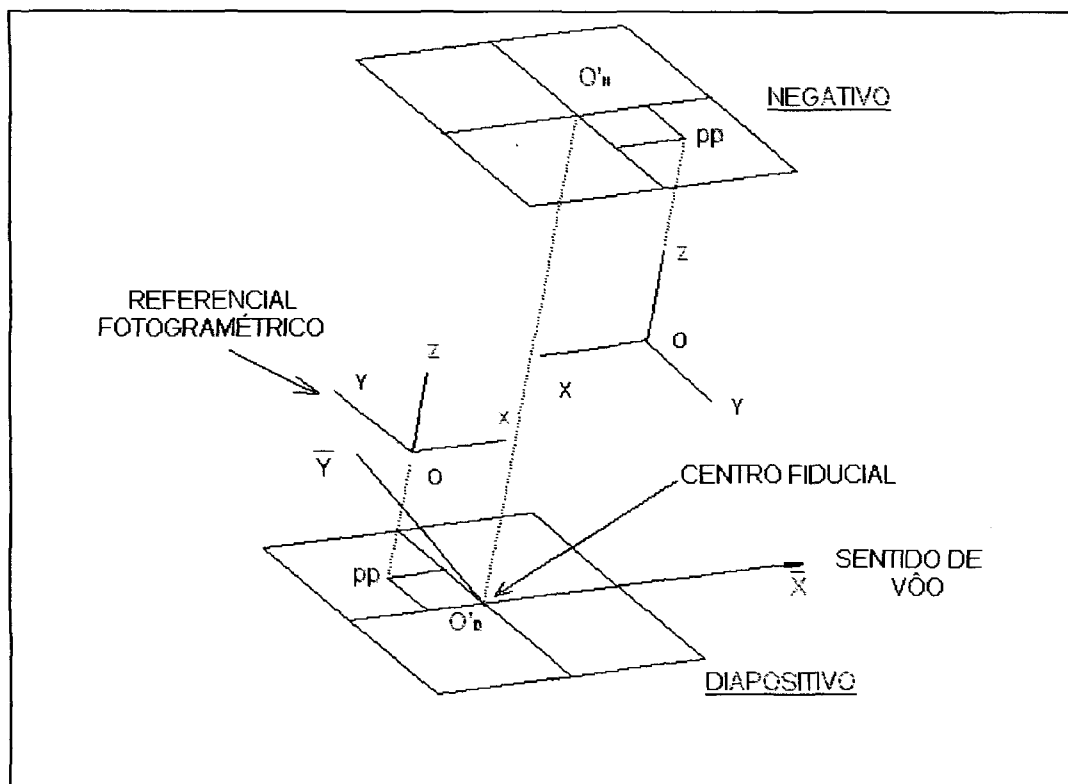 O'n
NEGATIVO
pp
z
REFERENCIAL
FOTOGRAMÉTRICO
o
z
Y
X
x
Y
Y
O
CENTRO FIDUCIAL
pp
SENTIDO DE
VÔO
X
O'D
DIAPOSITIVO